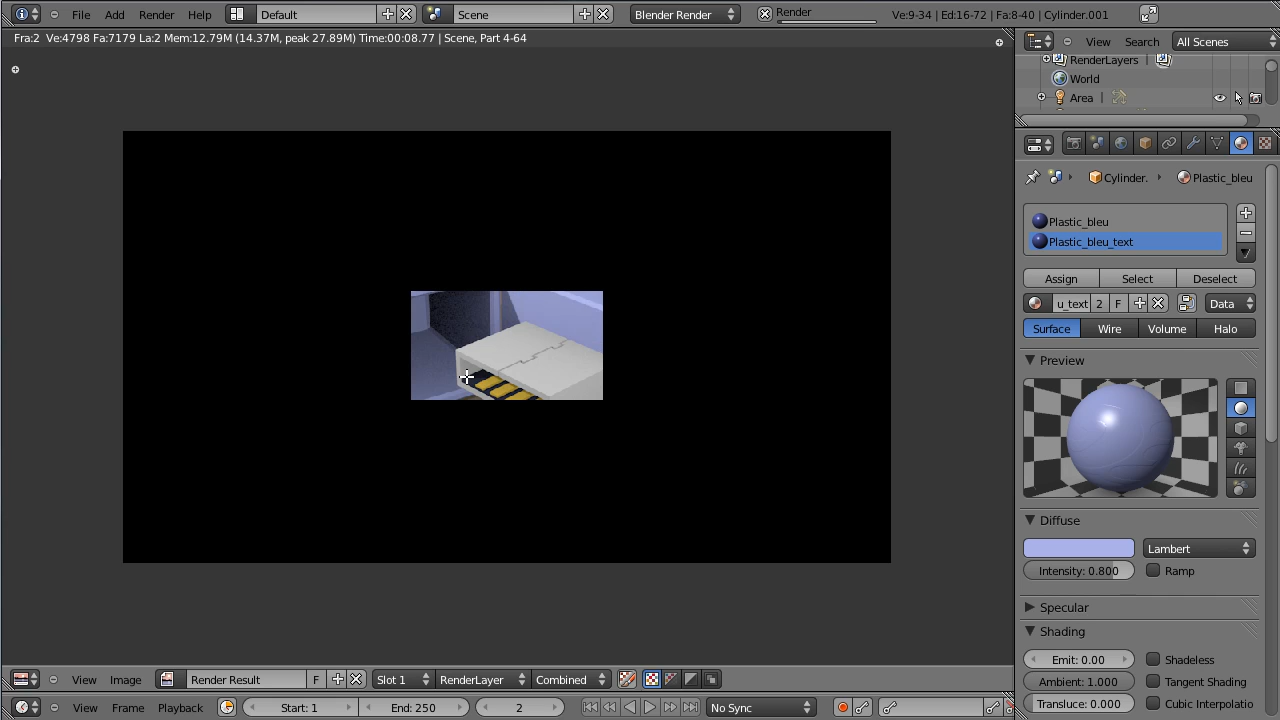 File Add Render Help Default Scene Blender Render Render Ve:9-34 | Ed:16-72 | Fa:8-40 | Cylinder.001
Fra:2 Ve:4798 Fa:7179 La:2 Mem:12.79M (14.37M, peak 27.89M) Time:00:08.77 | Scene, Part 4-64
View Search All Scenes
RenderLayers |
World
Area |
Cylinder. Plastic_bleu
Plastic_bleu
Plastic_bleu_text
Assign Select Deselect
u_text 2 F Data
Surface Wire Volume Halo
Preview
Diffuse
Lambert
Intensity: 0.800 Ramp
Specular
Shading
Emit: 0.00 Shadeless
Ambient: 1.000 Tangent Shading
Transluce: 0.000 Cubic Interpolatio
View Image Render Result F Slot 1 RenderLayer Combined
View Frame Playback Start: 1 End: 250 2 No Sync